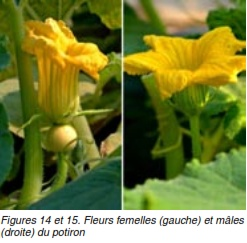 Figures 14 et 15. Fleurs femelles (gauche) et mâles
(droite) du potiron